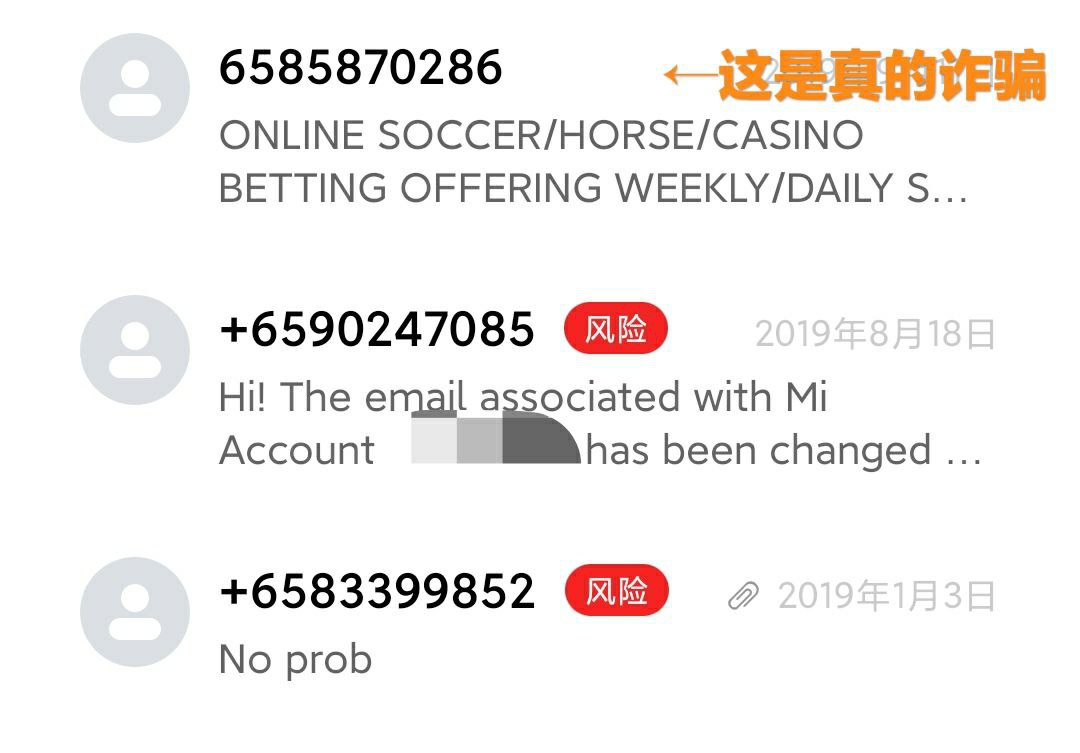 6585870286
←这是真的诈骗
ONLINE SOCCER/HORSE/CASINO
BETTING OFFERING WEEKLY/DAILY S...
+6590247085 风险 2019年8月18日
Hi! The email associated with Mi
Account has been changed ...
+6583399852 风险 2019年1月3日
No prob